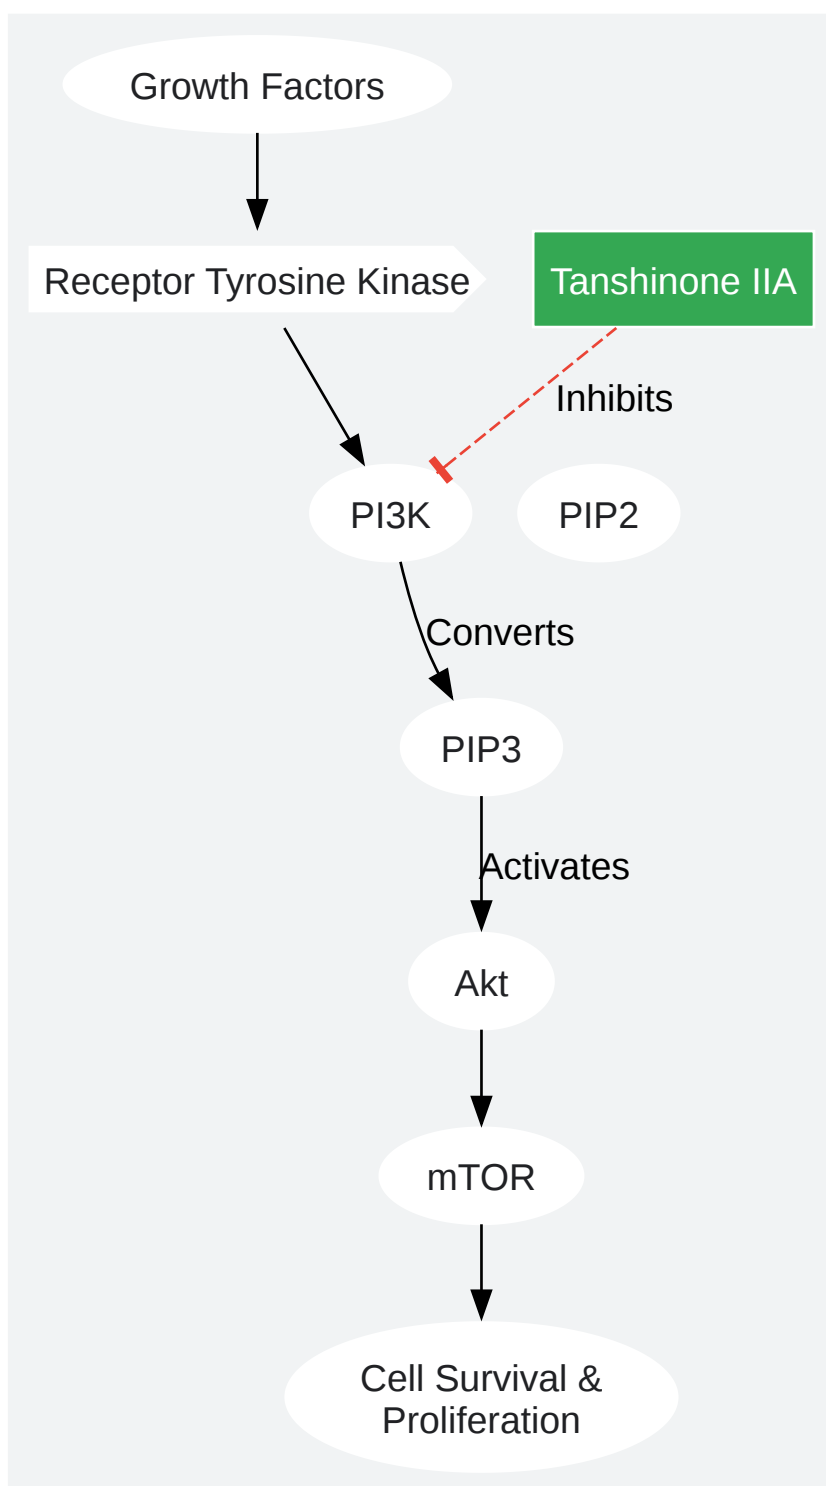 Growth Factors
Receptor Tyrosine Kinase
Tanshinone IIA
Inhibits
PI3K
PIP2
Converts
PIP3
Activates
Akt
mTOR
Cell Survival &
Proliferation